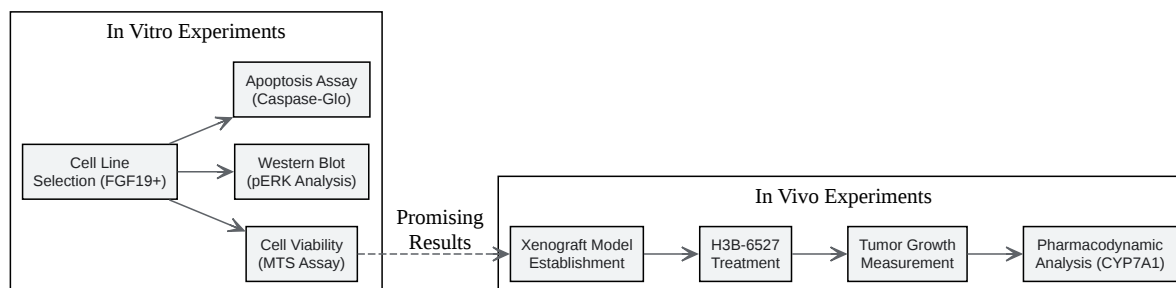 In Vitro Experiments
Apoptosis Assay
(Caspase-Glo)
Cell Line
Selection (FGF19+)
Western Blot
(pERK Analysis)
Cell Viability
(MTS Assay)
Promising
Results
In Vivo Experiments
Xenograft Model
Establishment
H3B-6527
Treatment
Tumor Growth
Measurement
Pharmacodynamic
Analysis (CYP7A1)